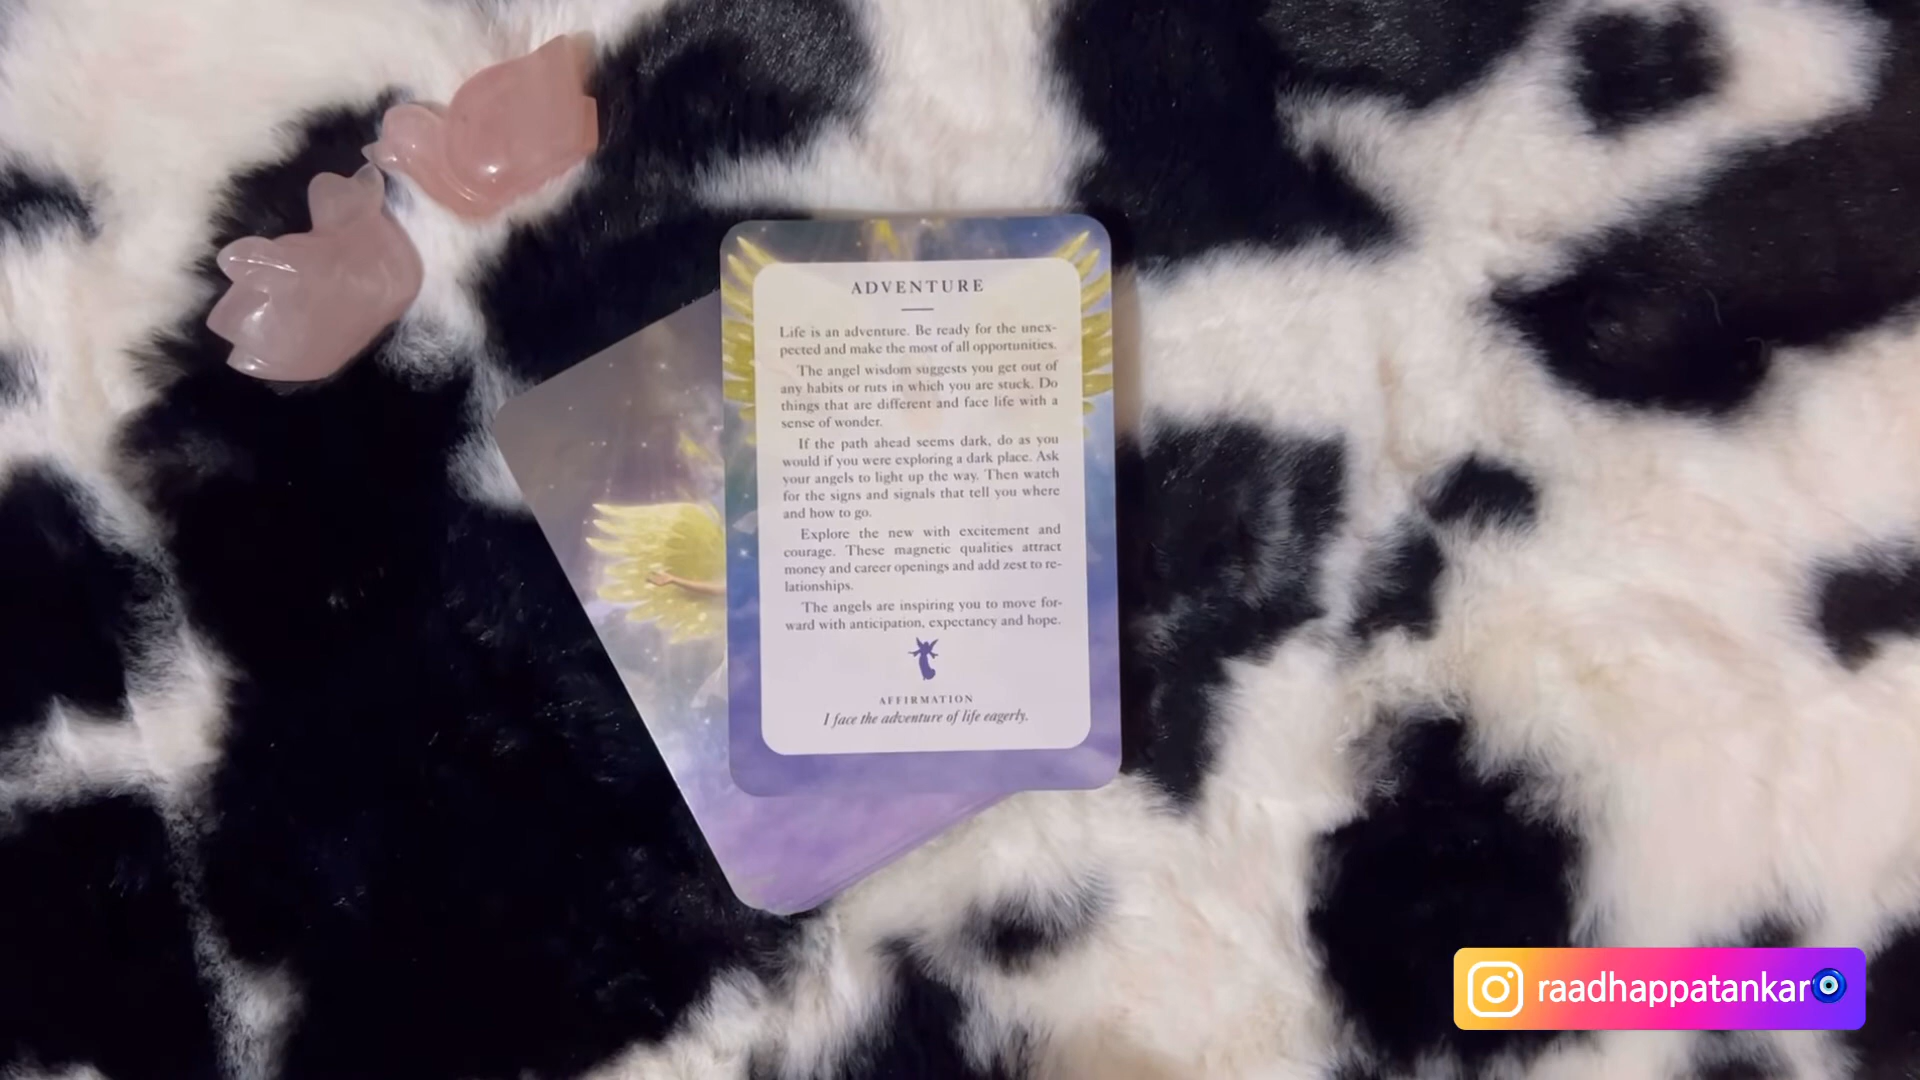 ADVENTURE
Life is an adventure. Be ready for the unex-
pected and make the most of all opportunities.
The angel wisdom suggests you get out of
any habits or ruts in which you are stuck. Do
things that are different and face life with a
sense of wonder.
If the path ahead seems dark, do as you
would if you were exploring a dark place. Ask
your angels to light up the way. Then watch
for the signs and signals that tell you where
and how to go.
Explore the new with excitement and
courage. These magnetic qualities attract
money and career openings and add zest to re-
lationships.
The angels are inspiring you to move for-
ward with anticipation, expectancy and hope.
AFFIRMATION
I face the adventure of life eagerly.
raadhappatankar